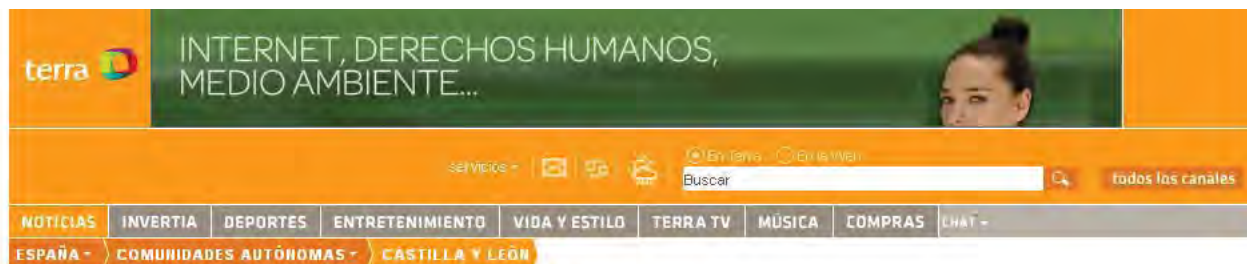 terra
INTERNET, DERECHOS HUMANOS,
MEDIO AMBIENTE...
servicios
En Terra En la Web
Buscar
todos los canales
NOTICIAS INVERTIA DEPORTES ENTRETENIMIENTO VIDA Y ESTILO TERRA TV MÚSICA COMPRAS CHAT
ESPAÑA COMUNIDADES AUTÓNOMAS CASTILLA Y LEÓN